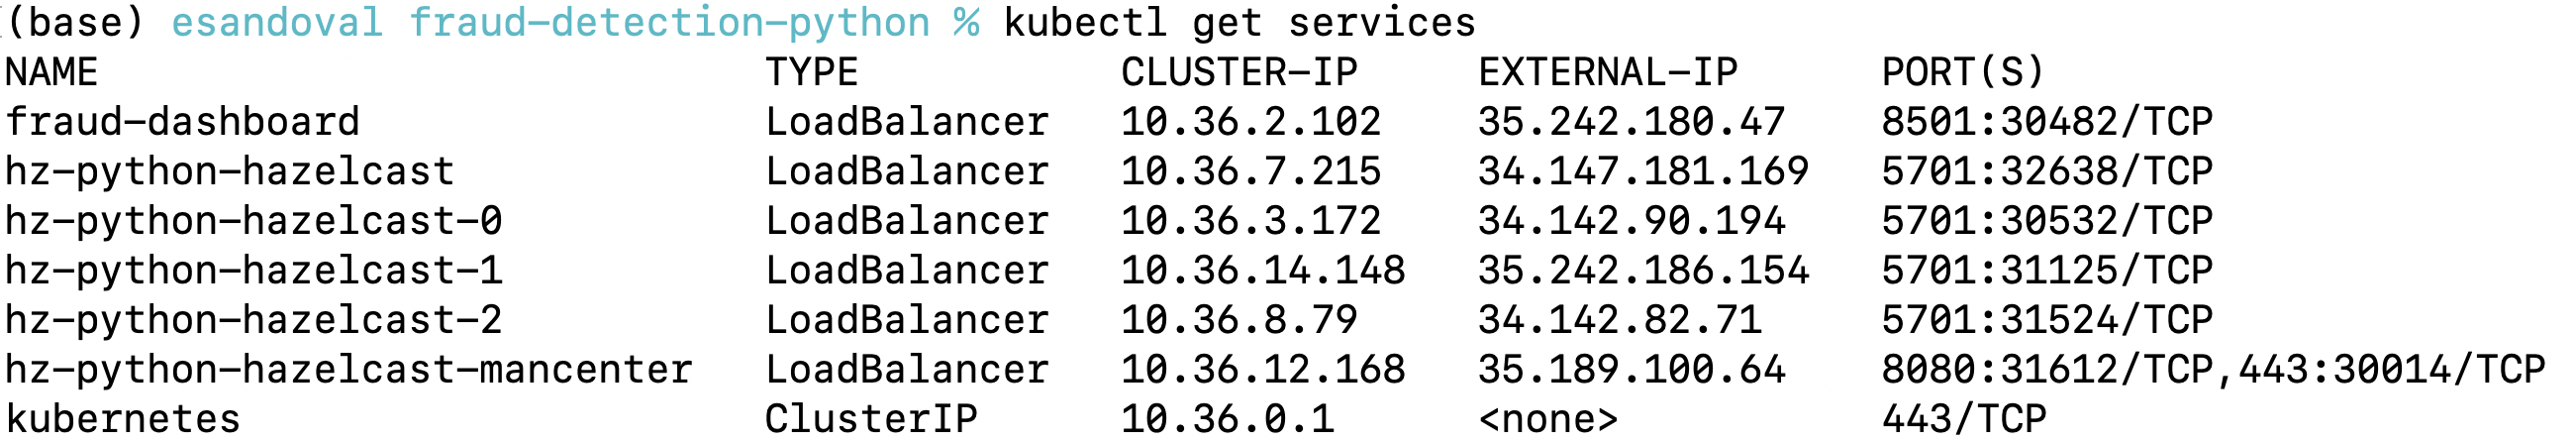 (base) esandoval fraud-detection-python % kubectl get services
NAME TYPE CLUSTER-IP EXTERNAL-IP PORT(S)
fraud-dashboard LoadBalancer 10.36.2.102 35.242.180.47 8501:30482/TCP
hz-python-hazelcast LoadBalancer 10.36.7.215 34.147.181.169 5701:32638/TCP
hz-python-hazelcast-0 LoadBalancer 10.36.3.172 34.142.90.194 5701:30532/TCP
hz-python-hazelcast-1 LoadBalancer 10.36.14.148 35.242.186.154 5701:31125/TCP
hz-python-hazelcast-2 LoadBalancer 10.36.8.79 34.142.82.71 5701:31524/TCP
hz-python-hazelcast-mancenter LoadBalancer 10.36.12.168 35.189.100.64 8080:31612/TCP,443:30014/TCP
kubernetes ClusterIP 10.36.0.1 <none> 443/TCP